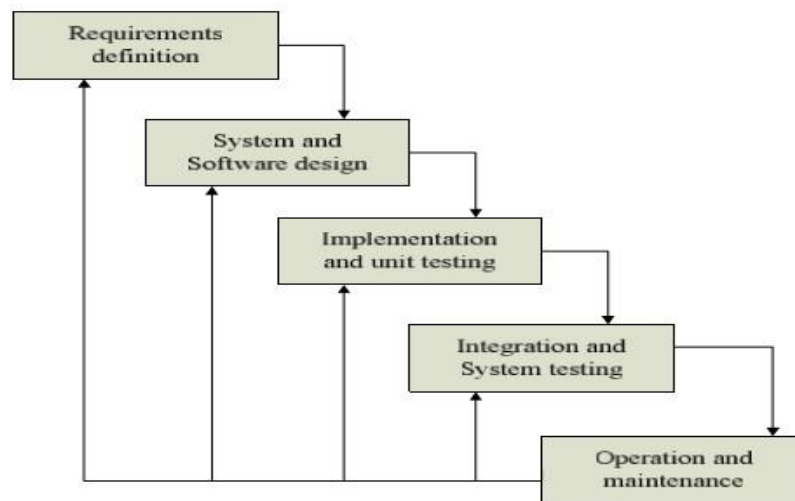 Requirements
definition
System and
Software design
Implementation
and unit testing
Integration and
System testing
Operation and
maintenance